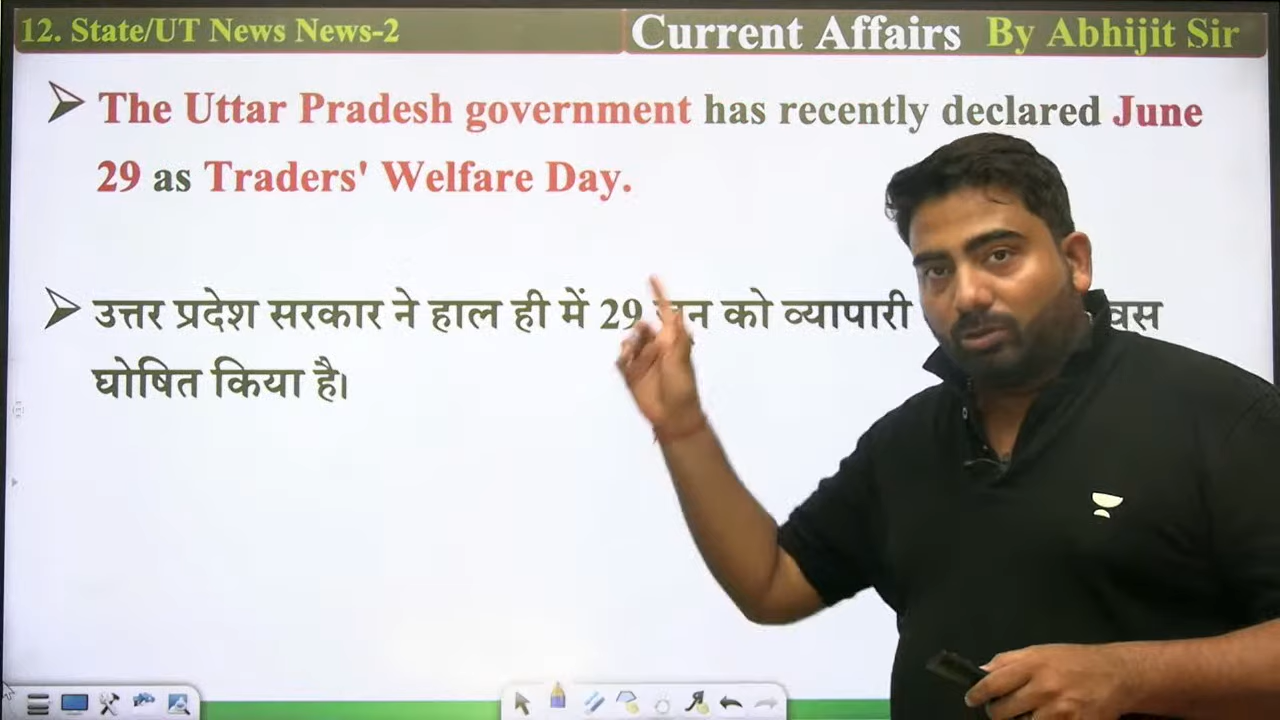 12. State/UT News News-2
Current Affairs By Abhijit Sir
The Uttar Pradesh government has recently declared June
29 as Traders' Welfare Day.
उत्तर प्रदेश सरकार ने हाल ही में 29 को व्यापारी
घोषित किया है।